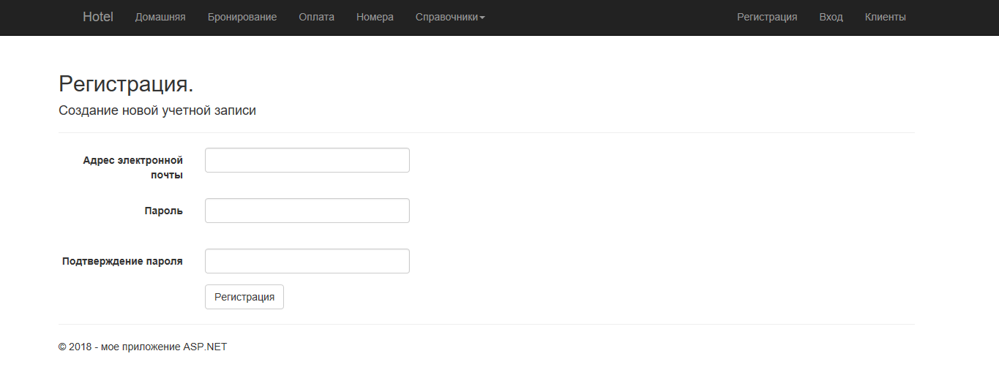 Hotel Домашняя Бронирование Оплата Номера Справочники Регистрация Вход Клиенты
Регистрация.
Создание новой учетной записи
Адрес электронной
почты
Пароль
Подтверждение пароля
Регистрация
© 2018 - мое приложение ASP.NET